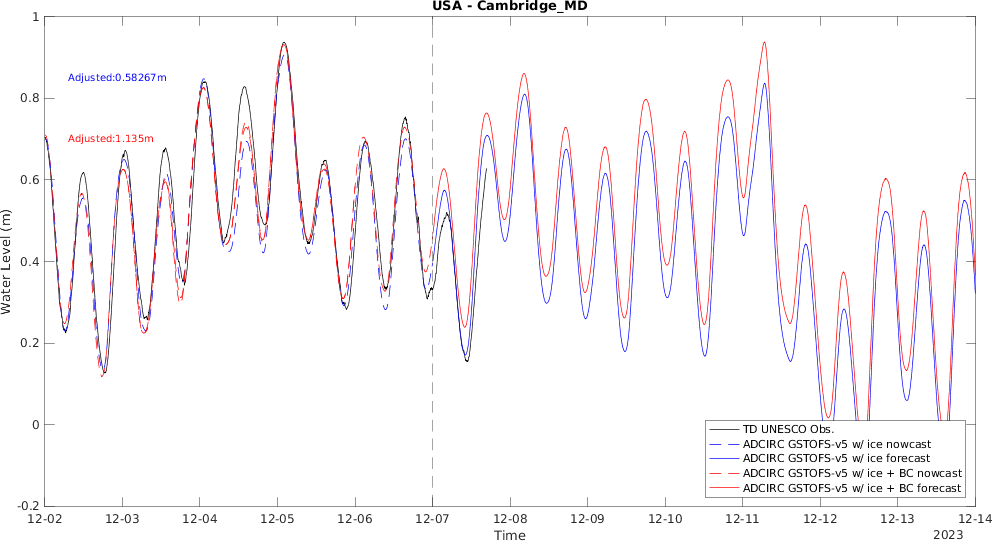 USA - Cambridge_MD
1
0.8
0.6
0.4
0.2
0
-0.2
Water Level (m)
Adjusted:0.58267m
Adjusted:1.135m
TD UNESCO Obs.
ADCIRC GSTOFS-v5 w/ ice nowcast
ADCIRC GSTOFS-v5 w/ ice forecast
ADCIRC GSTOFS-v5 w/ ice + BC nowcast
ADCIRC GSTOFS-v5 w/ ice + BC forecast
12-02 12-03 12-04 12-05 12-06 12-07 12-08 12-09 12-10 12-11 12-12 12-13 12-14
Time
2023